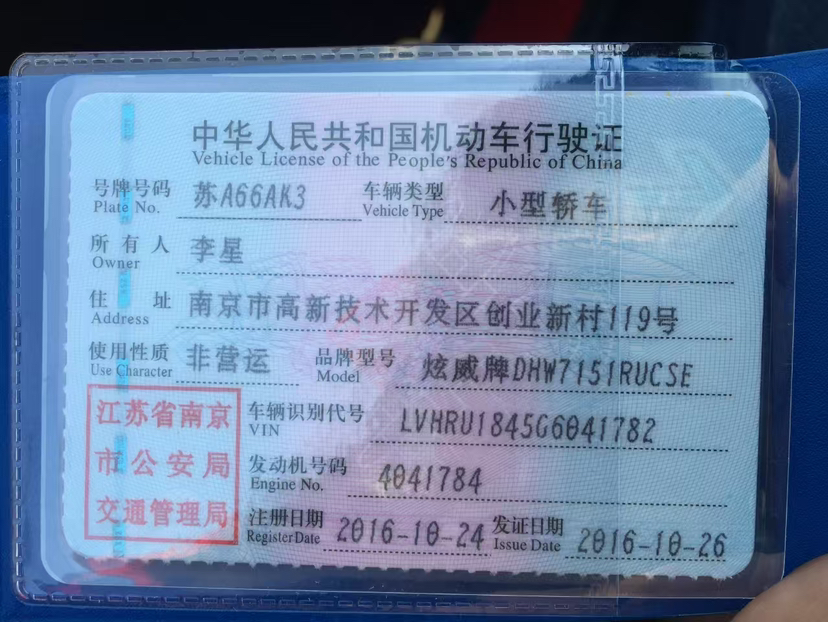 中华人民共和国机动车行驶证
Vehicle License of the People's Republic of China
号牌号码 苏A66AK3 车辆类型 小型轿车
Plate No. Vehicle Type
所有人 李星
Owner
住址 南京市高新技术开发区创业新村119号
Address
使用性质 非营运 品牌型号 炫威牌DHW7151RUCSE
Use Character Model
江苏省南京 车辆识别代号 LVHRU1845G6041782
VIN
市公安局 发动机号码 4041784
Engine No.
交通管理局 注册日期 2016-10-24 发证日期 2016-10-26
Register Date Issue Date